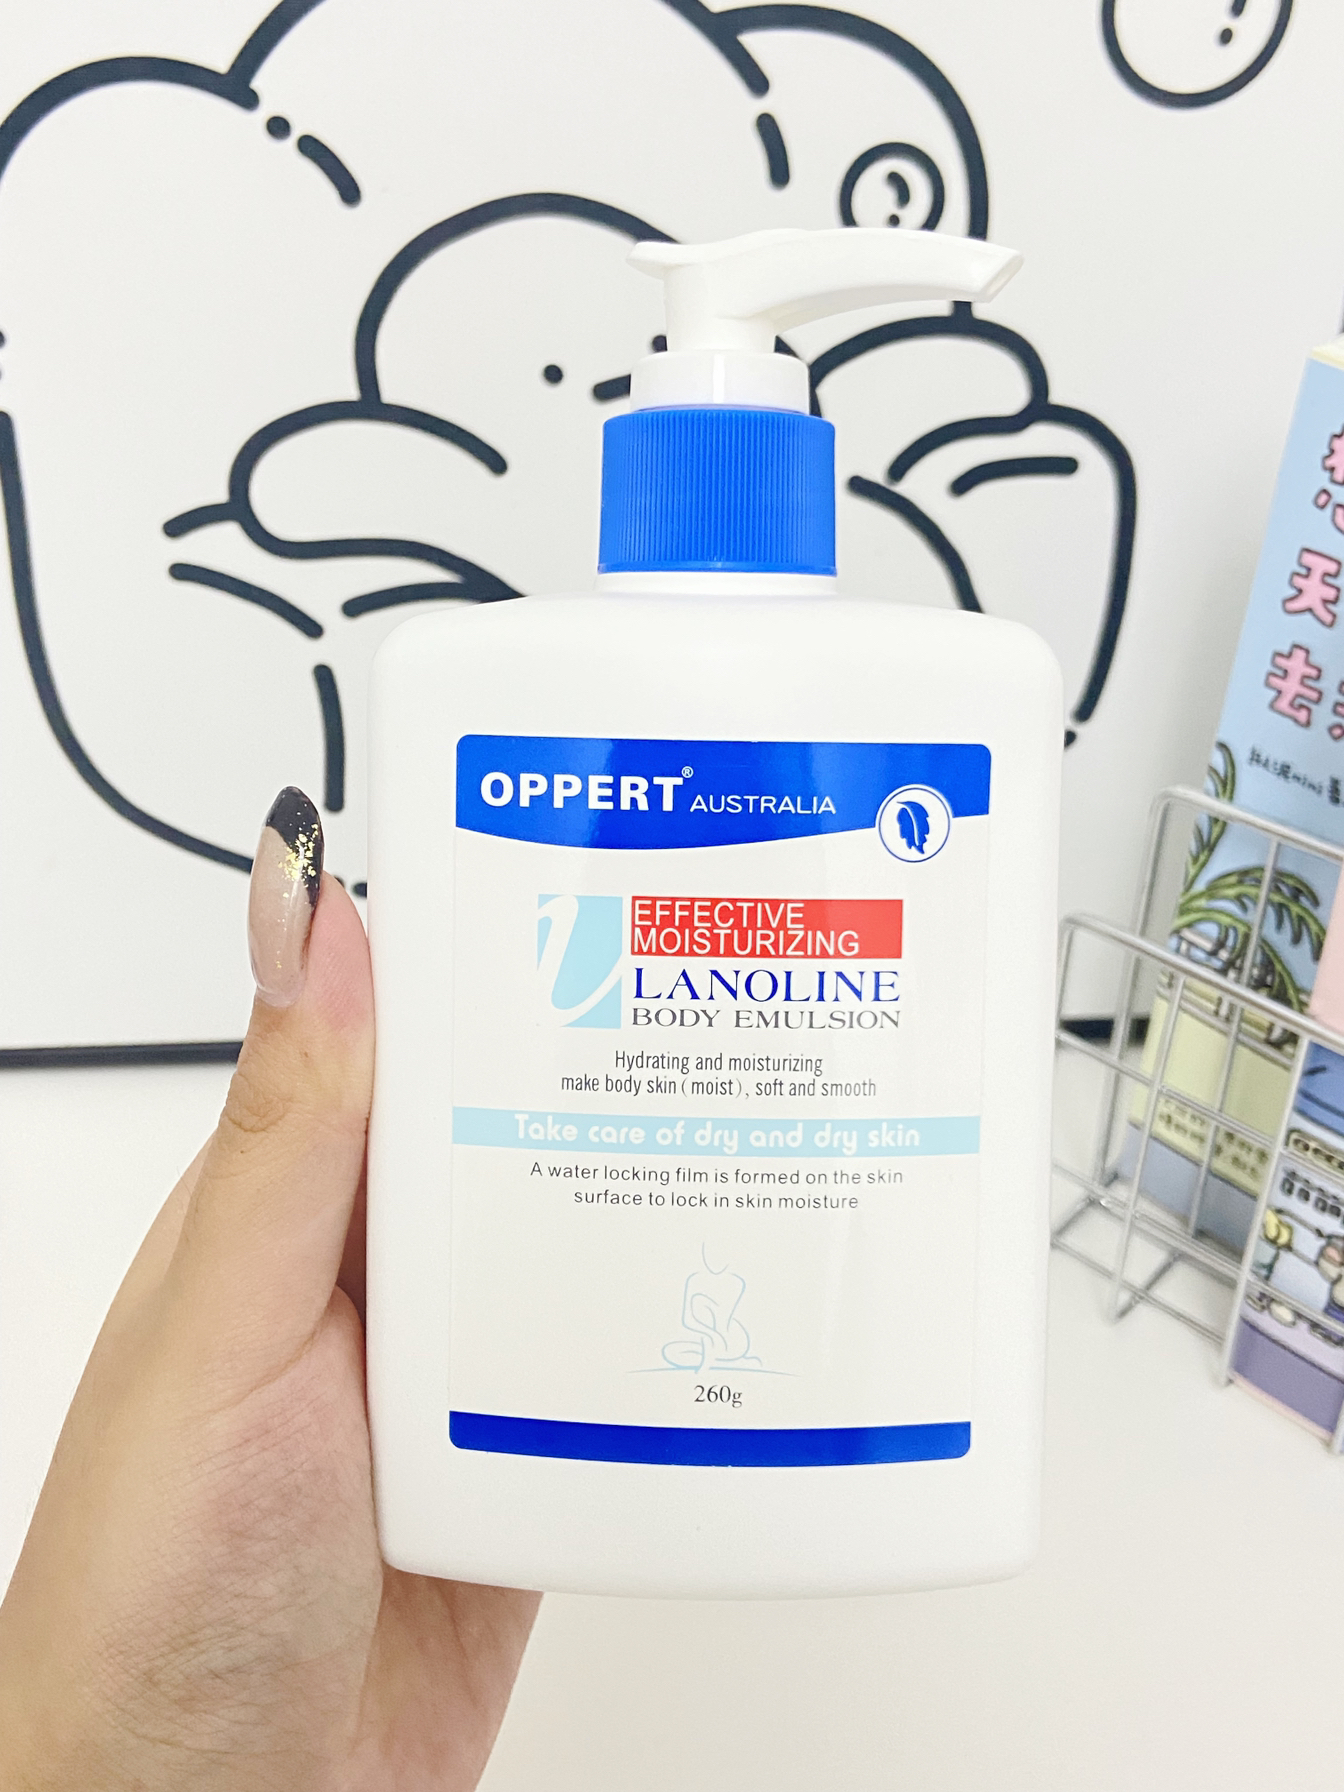 OPPERT® AUSTRALIA
EFFECTIVE
MOISTURIZING
LANOLINE
BODY EMULSION
Hydrating and moisturizing
make body skin (moist), soft and smooth
Take care of dry and dry skin
A water locking film is formed on the skin
surface to lock in skin moisture
260g
天
去